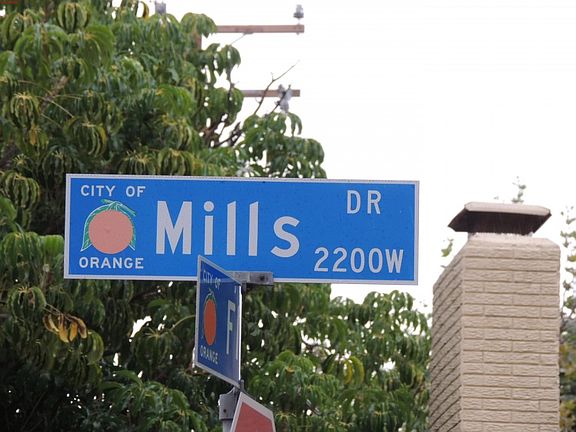 CITY OF
ORANGE
Mills DR
2200W
CITY OF
ORANGE
F